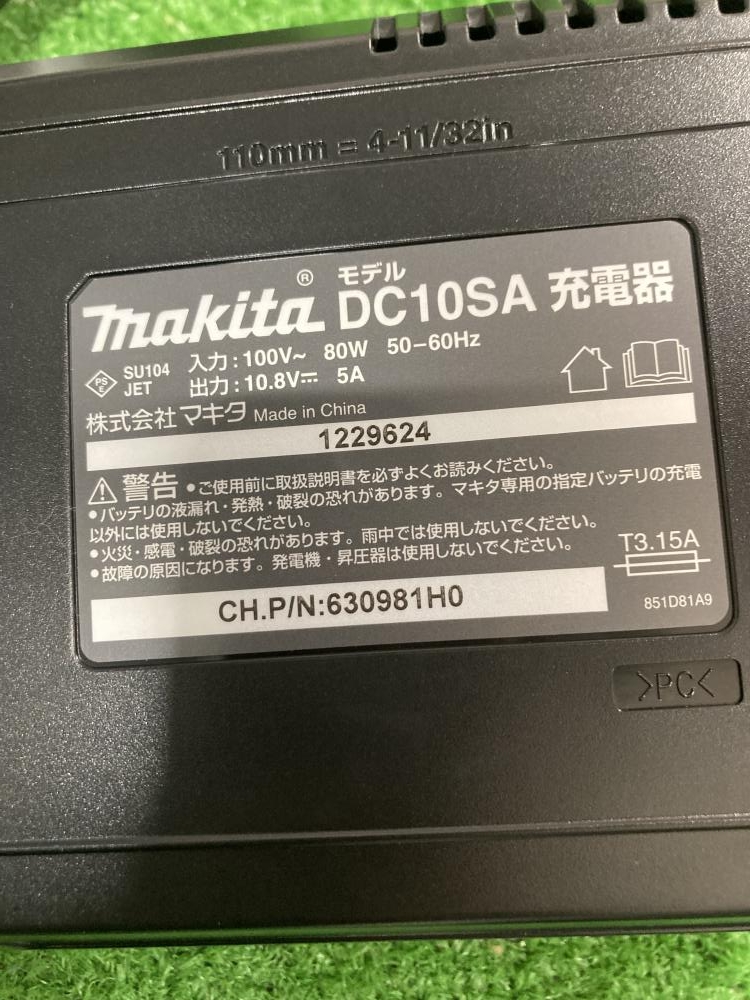 110mm = 4-11/32in
makita® モデル DC10SA 充電器
PSE SU104 JET
入力：100V~ 80W 50-60Hz
出力：10.8V⎓ 5A
株式会社マキタ Made in China
1229624
警告 •ご使用前に取扱説明書を必ずよくお読みください。
•バッテリの液漏れ・発熱・破裂の恐れがあります。マキタ専用の指定バッテリの充電
以外には使用しないでください。
•火災・感電・破裂の恐れがあります。雨中では使用しないでください。
•故障の原因になります。発電機・昇圧器は使用しないでください。
T3.15A
CH.P/N:630981H0
851D81A9
>PC<